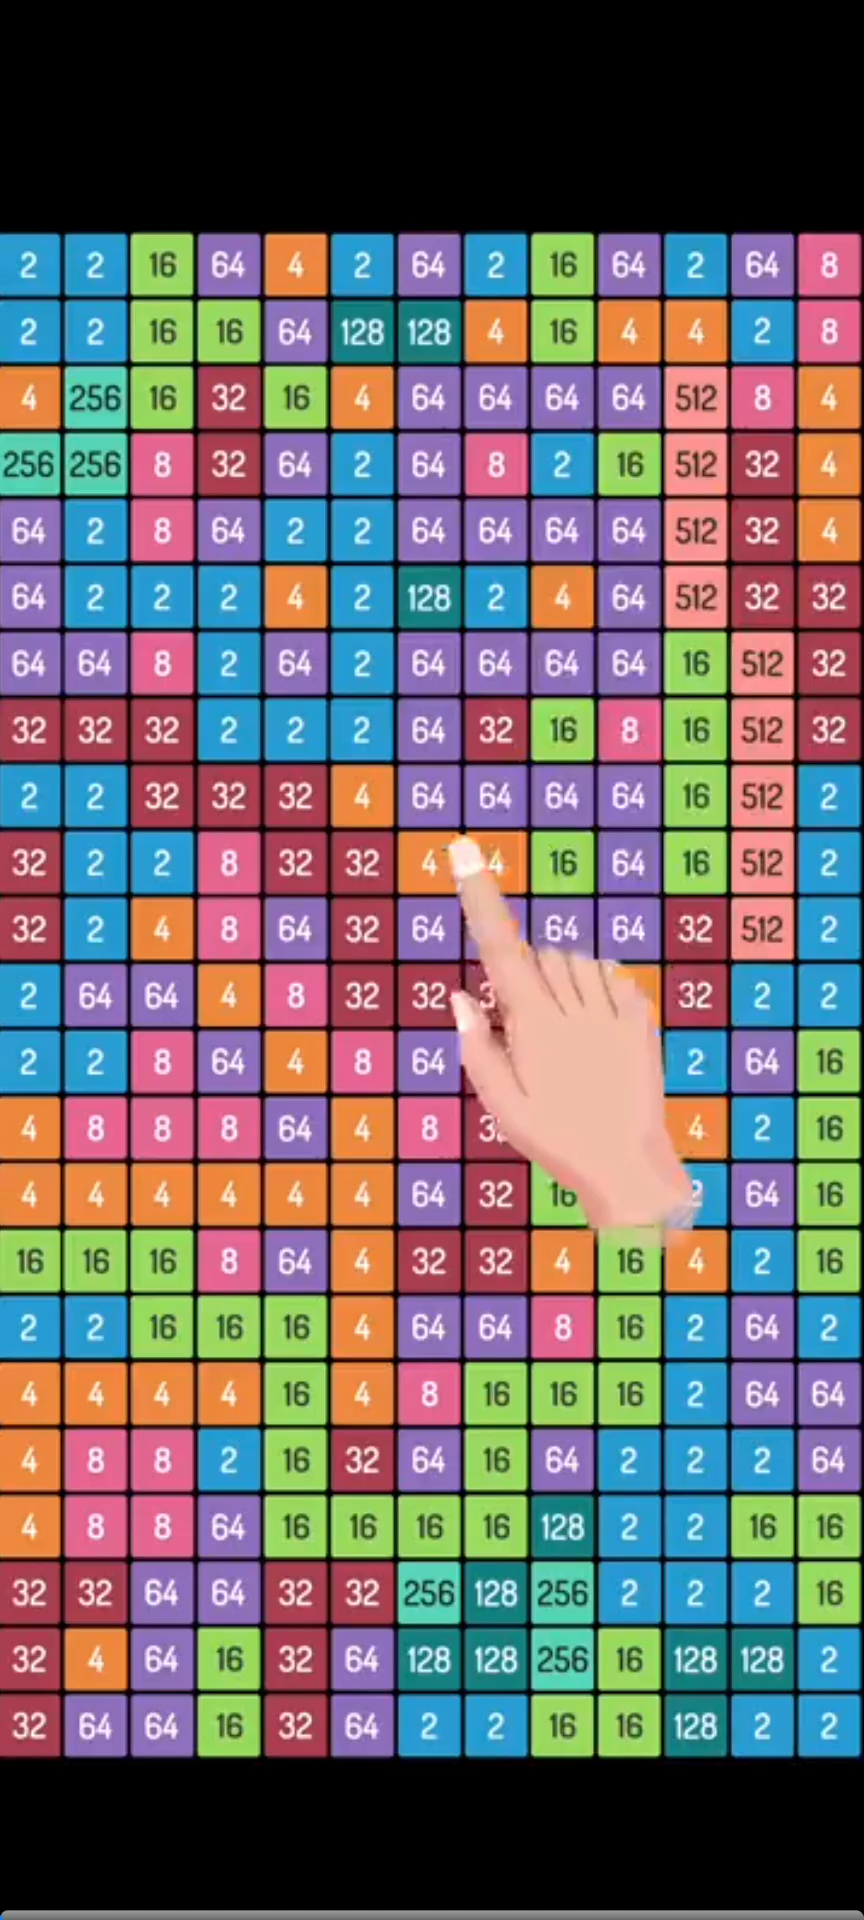 2 2 16 64 4 2 64 2 16 64 2 64 8
2 2 16 16 64 128 128 4 16 4 4 2 8
4 256 16 32 16 4 64 64 64 64 512 8 4
256 256 8 32 64 2 64 8 2 16 512 32 4
64 2 8 64 2 2 64 64 64 64 512 32 4
64 2 2 2 4 2 128 2 4 64 512 32 32
64 64 8 2 64 2 64 64 64 64 16 512 32
32 32 32 2 2 2 64 32 16 8 16 512 32
2 2 32 32 32 4 64 64 64 64 16 512 2
32 2 2 8 32 32 4 4 16 64 16 512 2
32 2 4 8 64 32 64 64 64 32 512 2
2 64 64 4 8 32 32 32 2 2
2 2 8 64 4 8 64 2 64 16
4 8 8 8 64 4 8 32 4 2 16
4 4 4 4 4 4 64 32 16 2 64 16
16 16 16 8 64 4 32 32 4 16 4 2 16
2 2 16 16 16 4 64 64 8 16 2 64 2
4 4 4 4 16 4 8 16 16 16 2 64 64
4 8 8 2 16 32 64 16 64 2 2 2 64
4 8 8 64 16 16 16 16 128 2 2 16 16
32 32 64 64 32 32 256 128 256 2 2 2 16
32 4 64 16 32 64 128 128 256 16 128 128 2
32 64 64 16 32 64 2 2 16 16 128 2 2